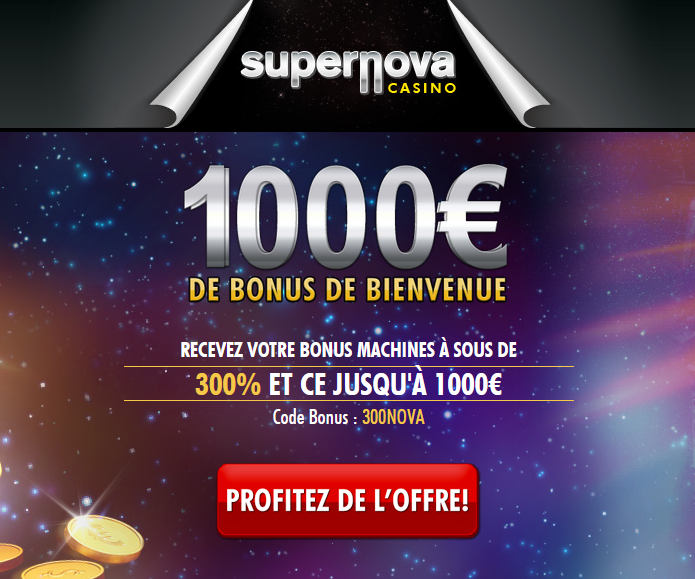 supernova
CASINO
1000€
DE BONUS DE BIENVENUE
RECEVEZ VOTRE BONUS MACHINES À SOUS DE
300% ET CE JUSQU'À 1000€
Code Bonus : 300NOVA
PROFITEZ DE L'OFFRE!